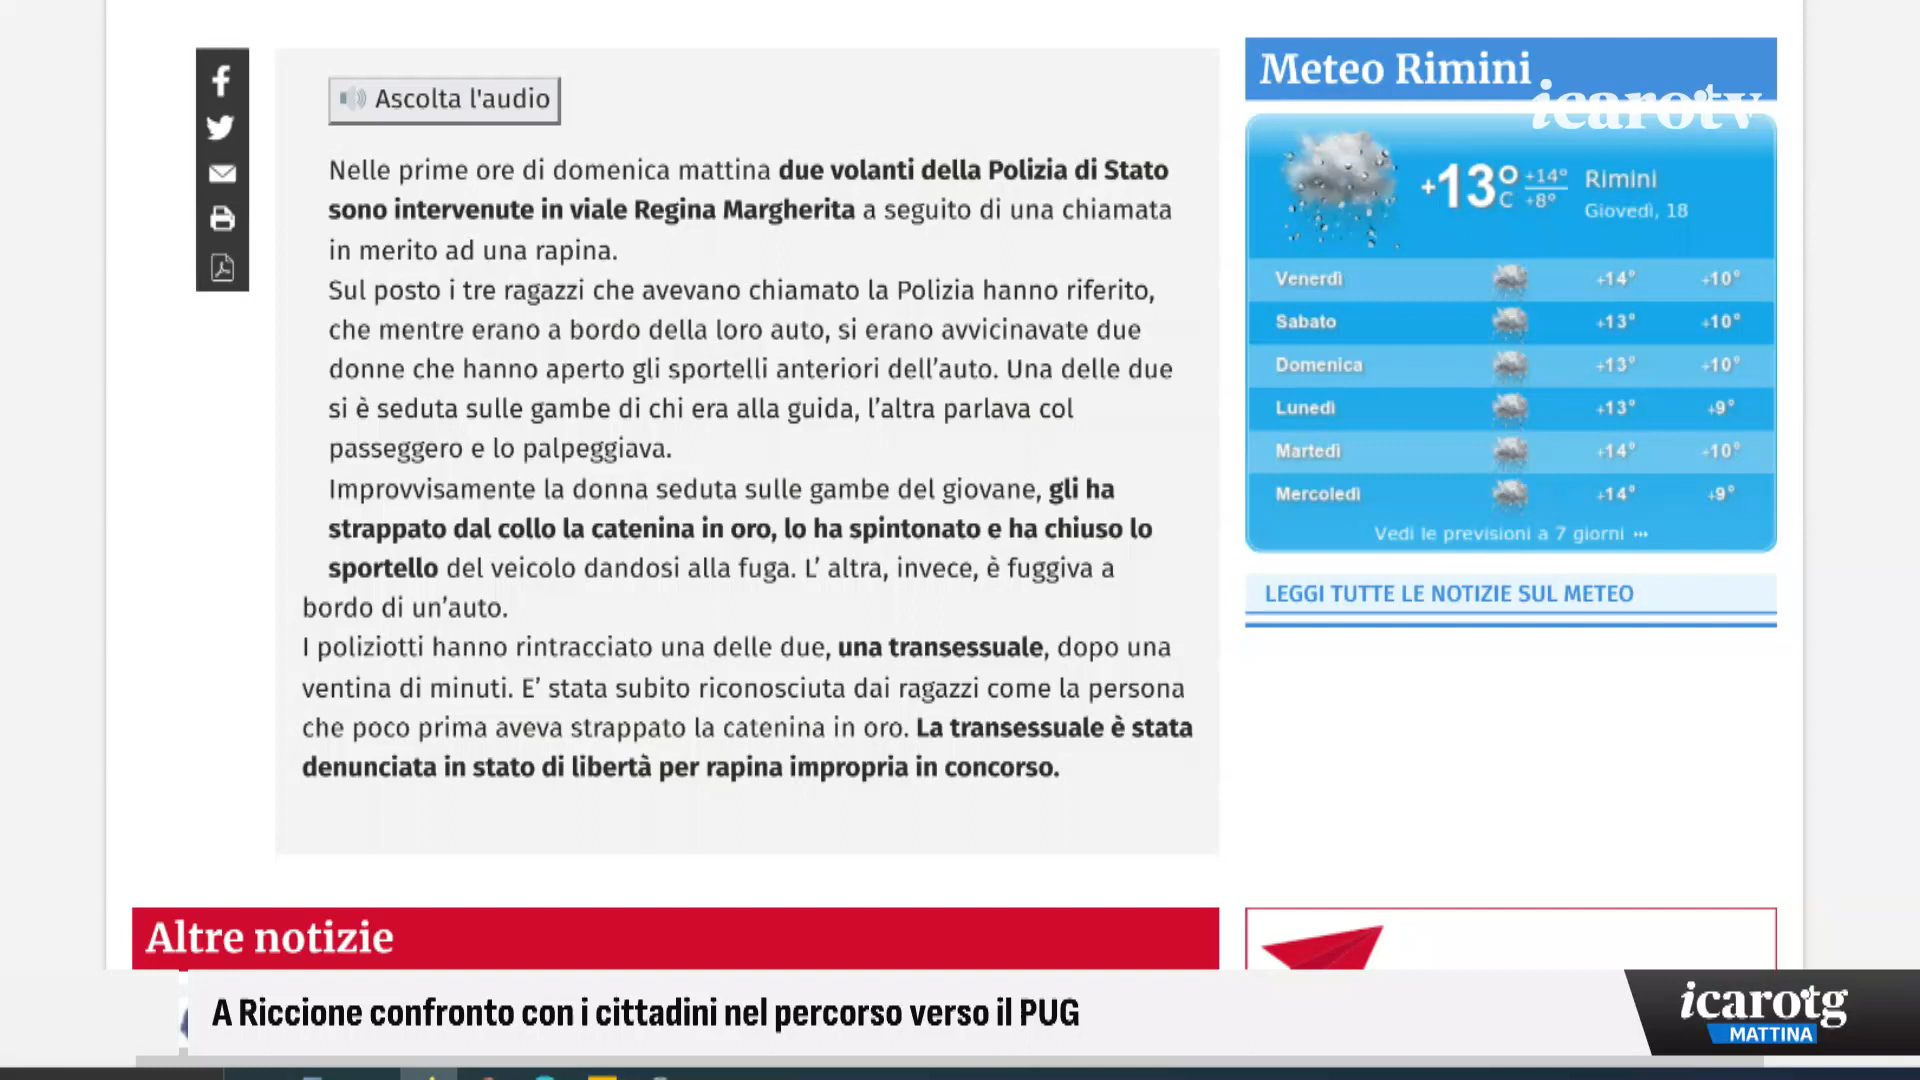 Ascolta l'audio
Nelle prime ore di domenica mattina due volanti della Polizia di Stato
sono intervenute in viale Regina Margherita a seguito di una chiamata
in merito ad una rapina.
Sul posto i tre ragazzi che avevano chiamato la Polizia hanno riferito,
che mentre erano a bordo della loro auto, si erano avvicinavate due
donne che hanno aperto gli sportelli anteriori dell’auto. Una delle due
si è seduta sulle gambe di chi era alla guida, l’altra parlava col
passeggero e lo palpeggiava.
Improvvisamente la donna seduta sulle gambe del giovane, gli ha
strappato dal collo la catenina in oro, lo ha spintonato e ha chiuso lo
sportello del veicolo dandosi alla fuga. L’ altra, invece, è fuggiva a
bordo di un’auto.
I poliziotti hanno rintracciato una delle due, una transessuale, dopo una
ventina di minuti. E’ stata subito riconosciuta dai ragazzi come la persona
che poco prima aveva strappato la catenina in oro. La transessuale è stata
denunciata in stato di libertà per rapina impropria in concorso.
Meteo Rimini
icarotv
+13°C +14° +8° Rimini
Giovedì, 18
Venerdì +14° +10°
Sabato +13° +10°
Domenica +13° +10°
Lunedì +13° +9°
Martedì +14° +10°
Mercoledì +14° +9°
Vedi le previsioni a 7 giorni ···
LEGGI TUTTE LE NOTIZIE SUL METEO
Altre notizie
A Riccione confronto con i cittadini nel percorso verso il PUG
icarotg
MATTINA